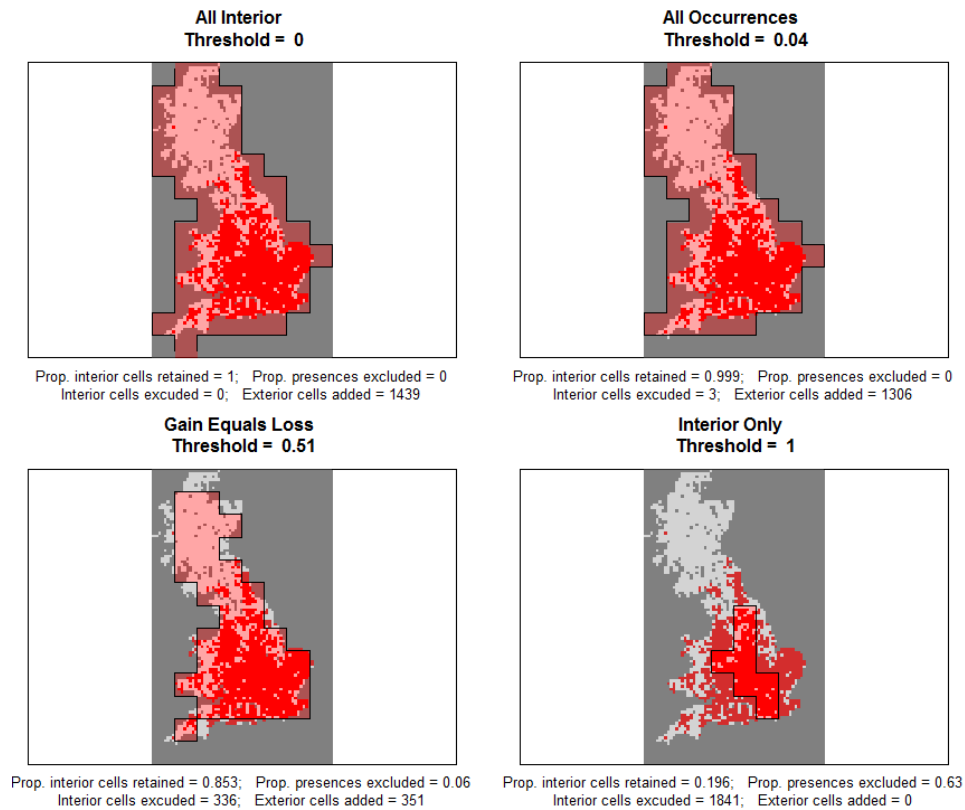 All Interior
Threshold =  0
Prop. interior cells retained = 1;   Prop. presences excluded = 0
Interior cells excuded = 0;   Exterior cells added = 1439
All Occurrences
Threshold =  0.04
Prop. interior cells retained = 0.999;   Prop. presences excluded = 0
Interior cells excuded = 3;   Exterior cells added = 1306
Gain Equals Loss
Threshold =  0.51
Prop. interior cells retained = 0.853;   Prop. presences excluded = 0.06
Interior cells excuded = 336;   Exterior cells added = 351
Interior Only
Threshold =  1
Prop. interior cells retained = 0.196;   Prop. presences excluded = 0.63
Interior cells excuded = 1841;   Exterior cells added = 0